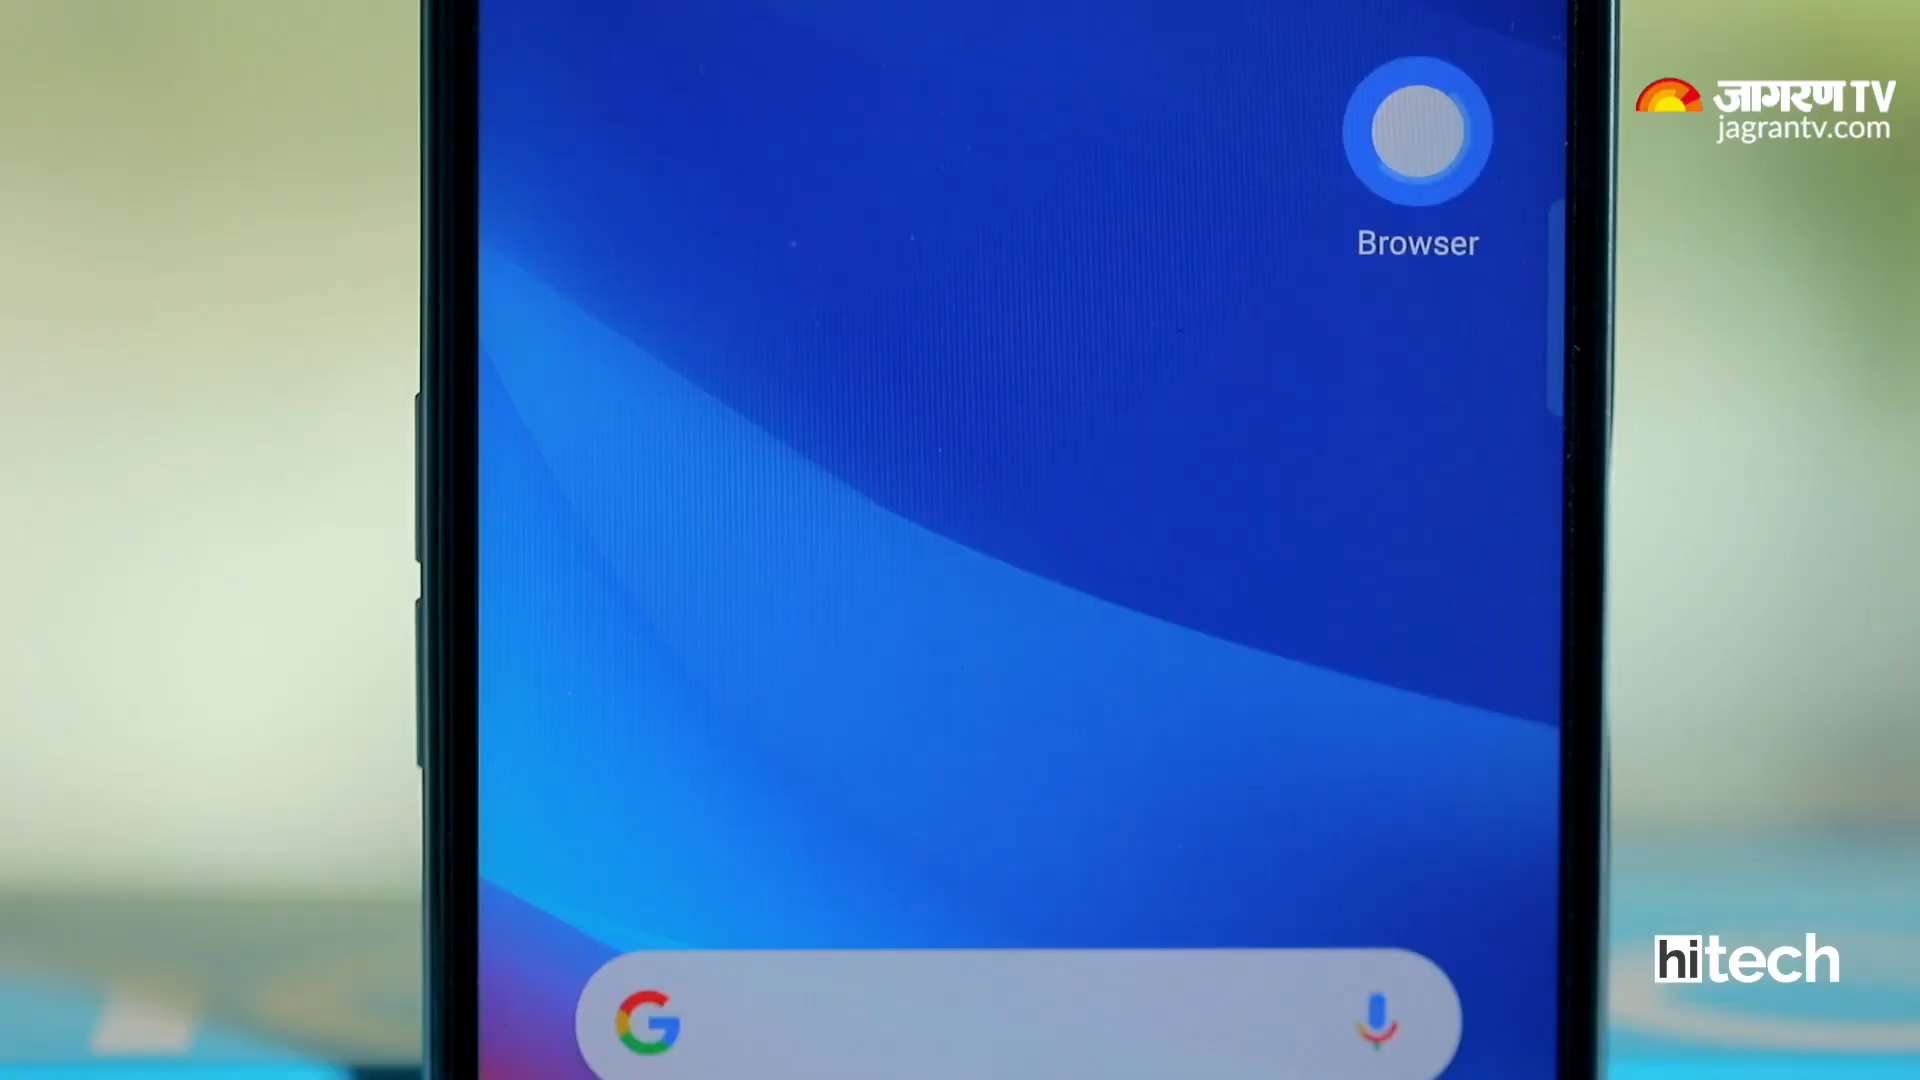 जागरण TV
jagrantv.com
Browser
hitech
G